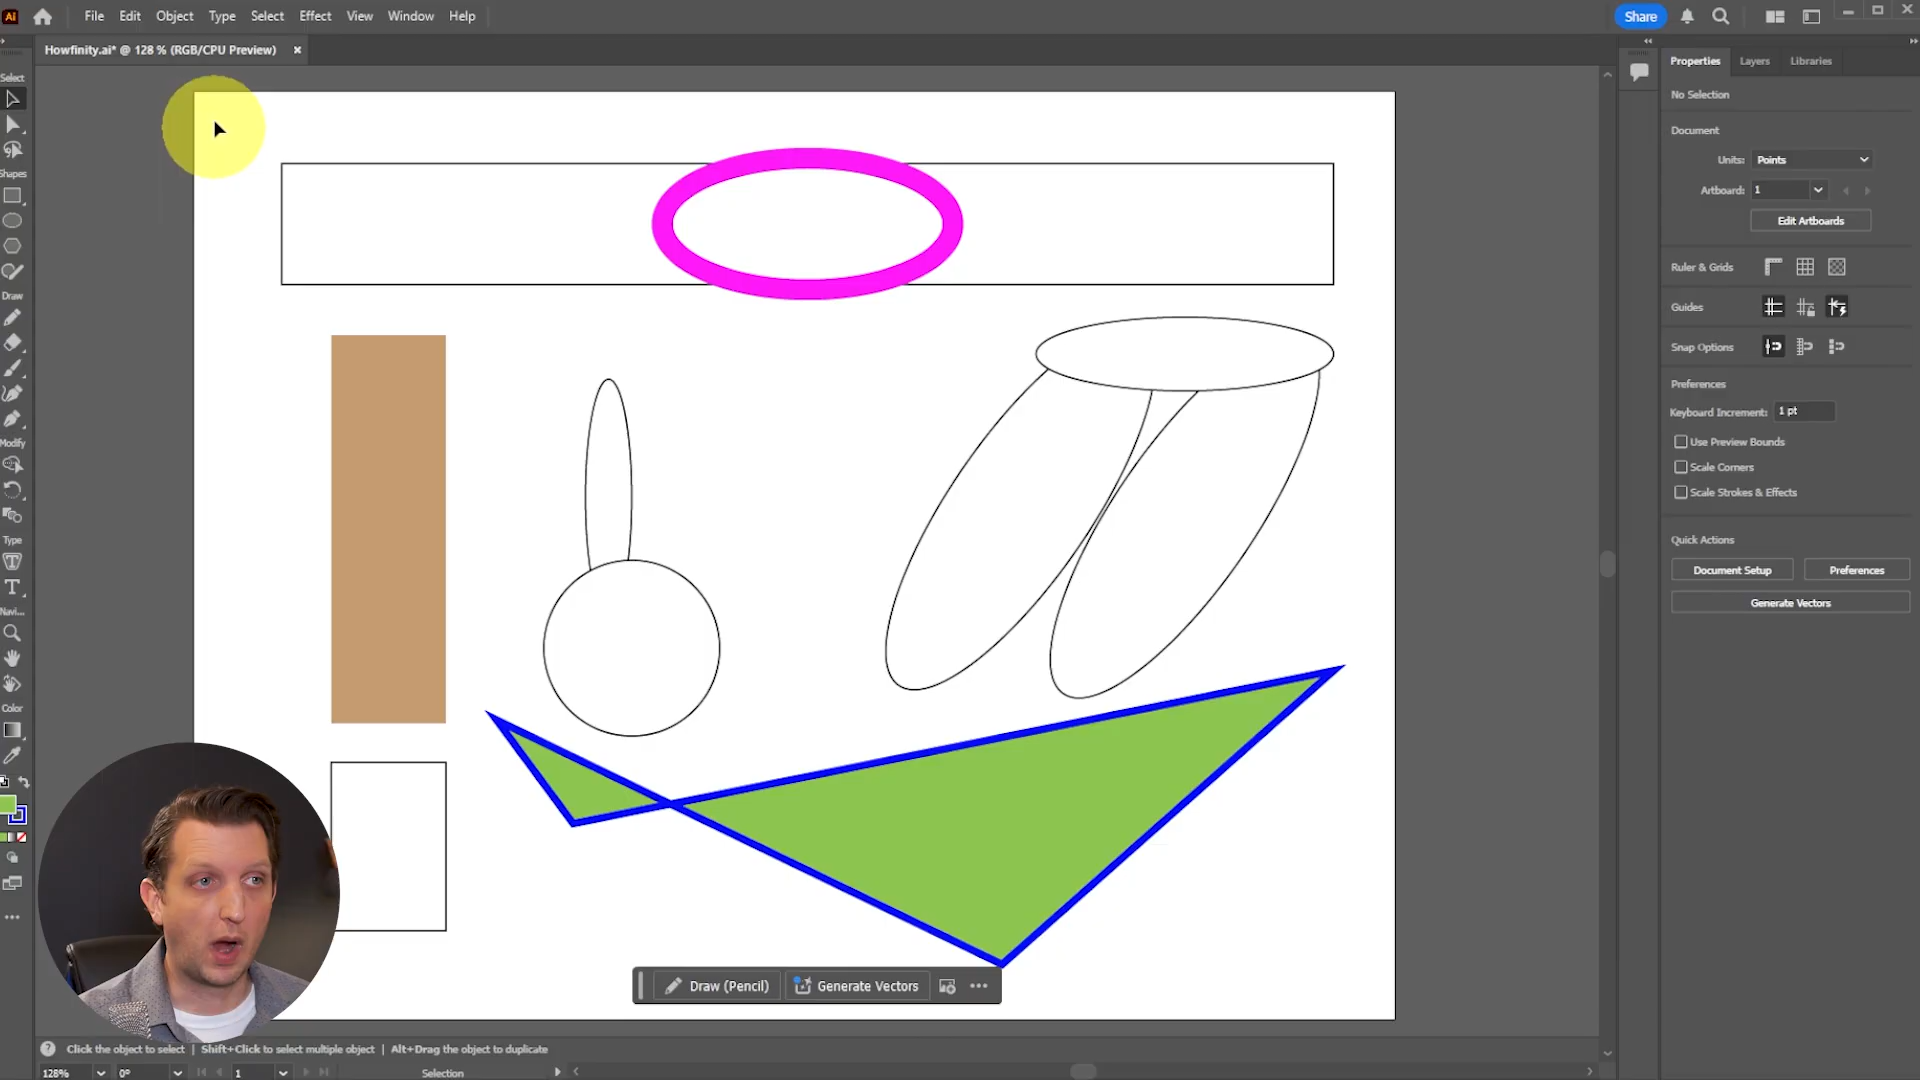 Ai File Edit Object Type Select Effect View Window Help Share
Howfinity.ai* @ 128 % (RGB/CPU Preview) ×
Properties Layers Libraries
Select
No Selection
Document
Units: Points
Shapes
Artboard: 1
Edit Artboards
Ruler & Grids
Draw
Guides
Snap Options
Preferences
Keyboard Increment: 1 pt
Modify
Use Preview Bounds
Scale Corners
Scale Strokes & Effects
Type
Quick Actions
Document Setup Preferences
Generate Vectors
Navi...
Color
Draw (Pencil) Generate Vectors
Click the object to select | Shift+Click to select multiple object | Alt+Drag the object to duplicate
128% 0° 1 Selection